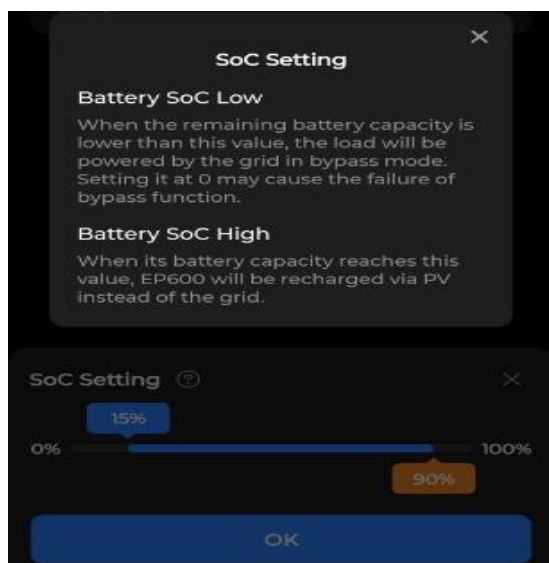 SoC Setting
Battery SoC Low
When the remaining battery capacity is
lower than this value, the load will be
powered by the grid in bypass mode.
Setting it at 0 may cause the failure of
bypass function.
Battery SoC High
When its battery capacity reaches this
value, EP600 will be recharged via PV
instead of the grid.
SoC Setting ?
15%
0% 100%
90%
OK